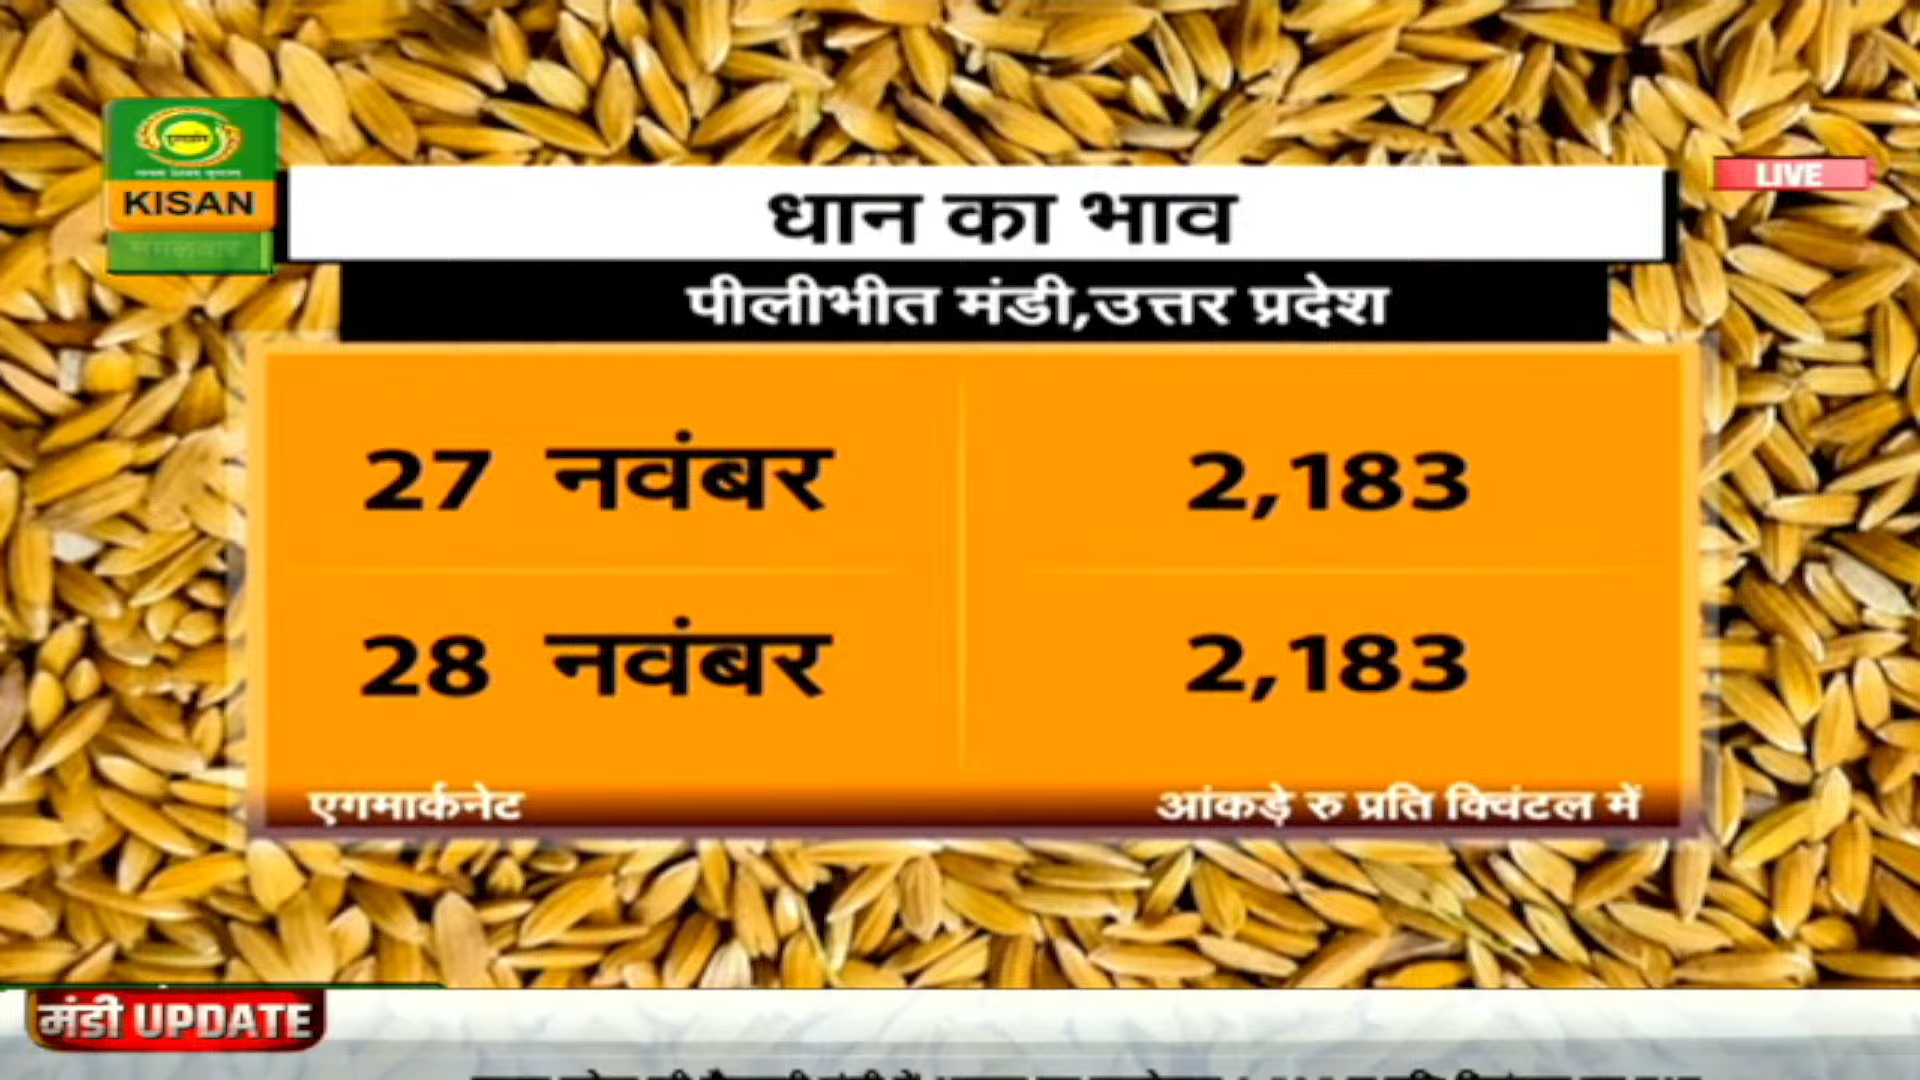 KISAN
मंगलवार
LIVE
धान का भाव
पीलीभीत मंडी,उत्तर प्रदेश
27 नवंबर 2,183
28 नवंबर 2,183
एगमार्कनेट आंकड़े रु प्रति क्विंटल में
मंडी UPDATE